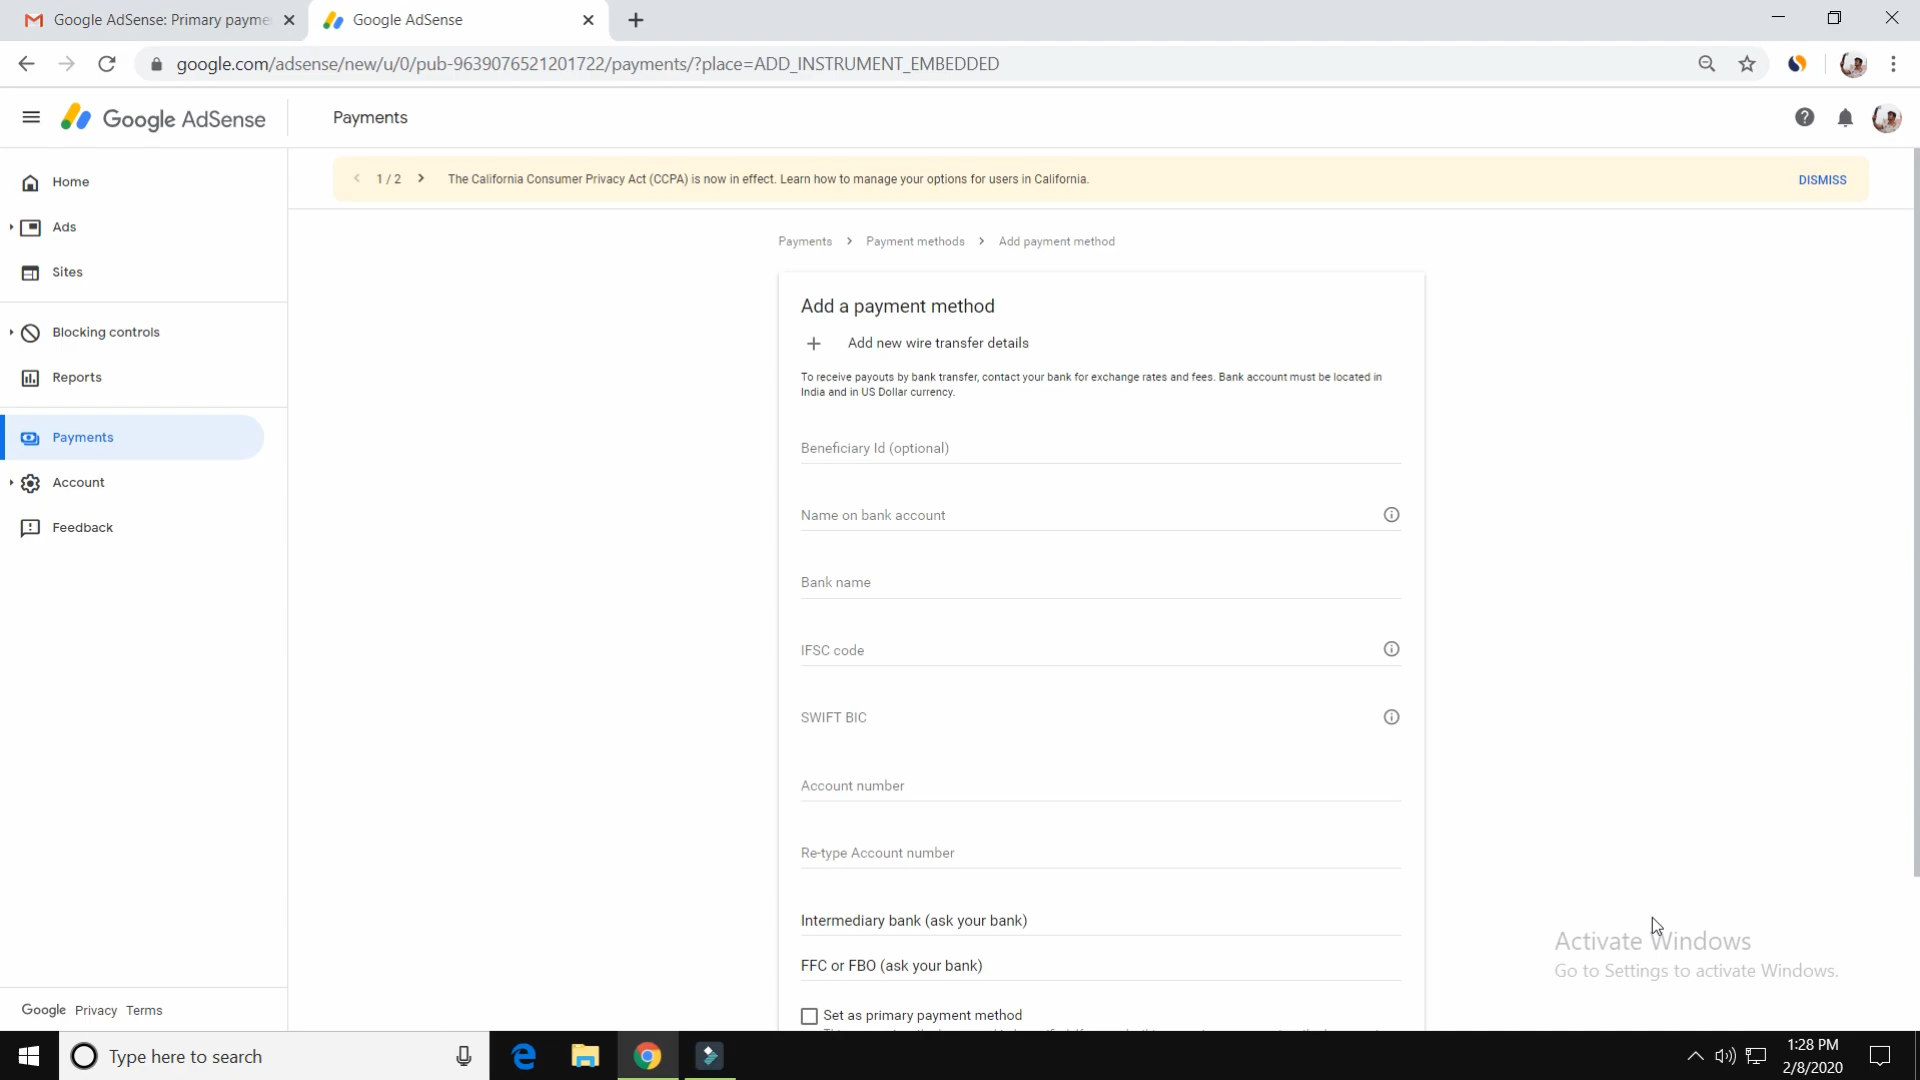 Google AdSense: Primary payme
Google AdSense
google.com/adsense/new/u/0/pub-9639076521201722/payments/?place=ADD_INSTRUMENT_EMBEDDED
Google AdSense
Payments
Home
Ads
Sites
Blocking controls
Reports
Payments
Account
Feedback
Google Privacy Terms
1 / 2
The California Consumer Privacy Act (CCPA) is now in effect. Learn how to manage your options for users in California.
DISMISS
Payments > Payment methods > Add payment method
Add a payment method
+ Add new wire transfer details
To receive payouts by bank transfer, contact your bank for exchange rates and fees. Bank account must be located in
India and in US Dollar currency.
Beneficiary Id (optional)
Name on bank account
Bank name
IFSC code
SWIFT BIC
Account number
Re-type Account number
Intermediary bank (ask your bank)
FFC or FBO (ask your bank)
Set as primary payment method
Activate Windows
Go to Settings to activate Windows.
Type here to search
1:28 PM
2/8/2020